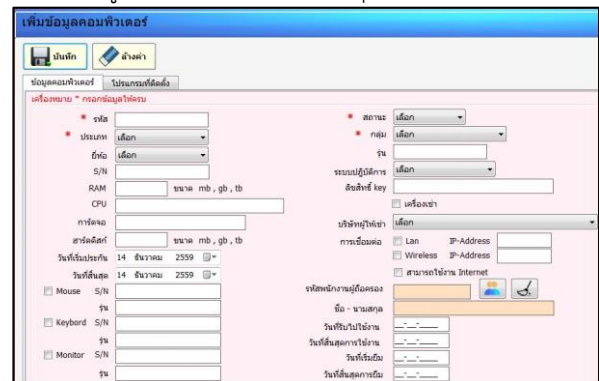 เพิ่มข้อมูลคอมพิวเตอร์
บันทึก ล้างค่า
ข้อมูลคอมพิวเตอร์ โปรแกรมที่ติดตั้ง
เครื่องหมาย * กรอกข้อมูลให้ครบ
* รหัส * สถานะ เลือก
* ประเภท เลือก * กลุ่ม เลือก
ยี่ห้อ เลือก รุ่น
S/N ระบบปฏิบัติการ เลือก
RAM ขนาด mb , gb , tb ลิขสิทธิ์ key
CPU เครื่องเช่า
การ์ดจอ บริษัทผู้ให้เช่า เลือก
ฮาร์ดดิสก์ ขนาด mb , gb , tb การเชื่อมต่อ Lan IP-Address
วันที่เริ่มประกัน 14 ธันวาคม 2559 Wireless IP-Address
วันที่สิ้นสุด 14 ธันวาคม 2559 สามารถใช้งาน Internet
Mouse S/N รหัสพนักงานผู้ถือครอง
รุ่น ชื่อ - นามสกุล
Keybord S/N วันที่รับไปใช้งาน __-__-____
รุ่น วันที่สิ้นสุดการใช้งาน __-__-____
Monitor S/N วันที่เริ่มยืม __-__-____
รุ่น วันที่สิ้นสุดการยืม __-__-____